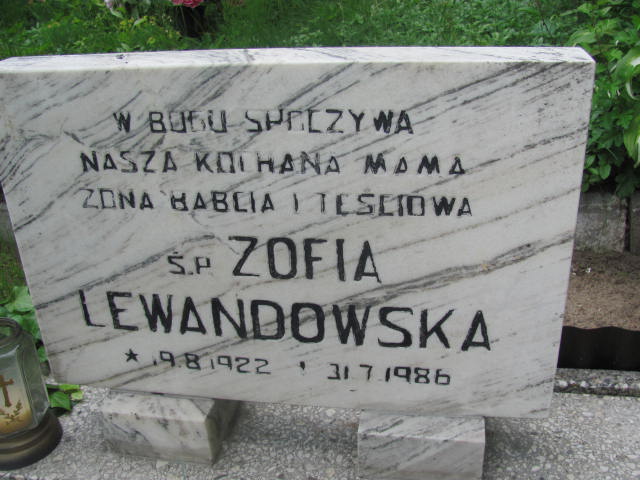 W BOGU SPOCZYWA
NASZA KOCHANA MAMA
ŻONA BABCIA I TEŚCIOWA
Ś.P ZOFIA
LEWANDOWSKA
* 19.8.1922 † 31.7.1986